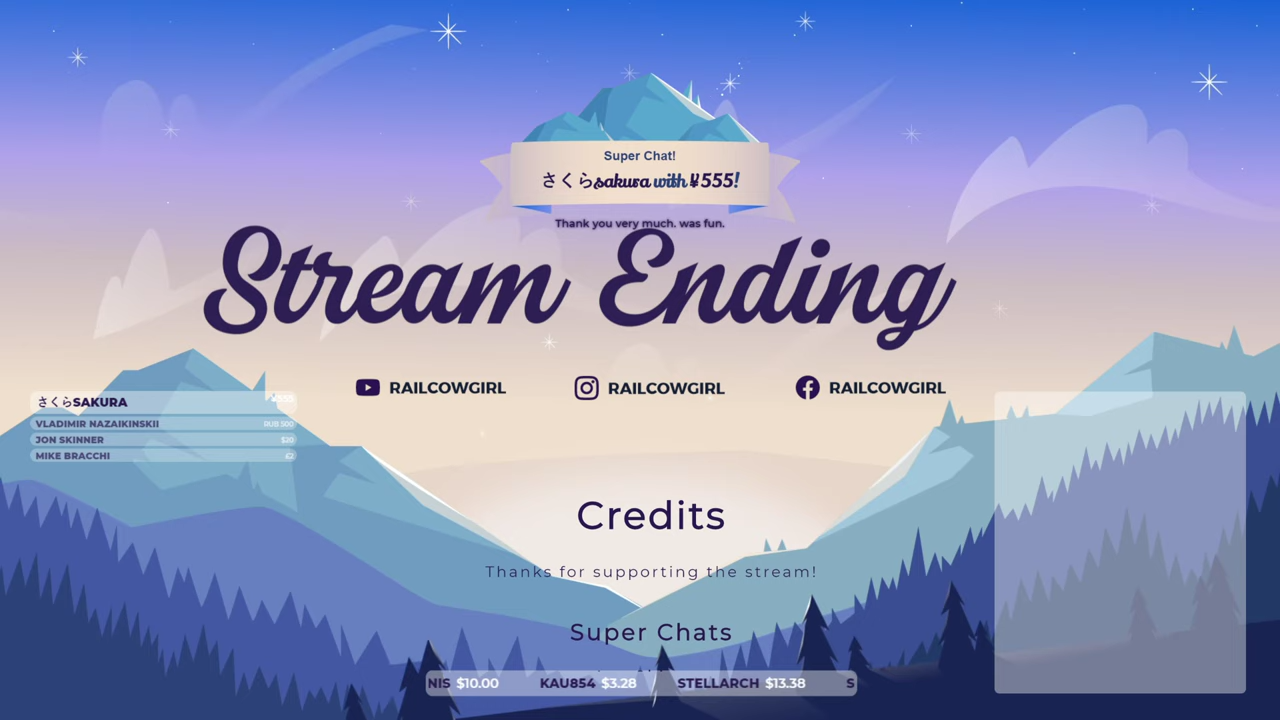 Super Chat!
さくらsakura with ¥555!
Thank you very much. was fun.
Stream Ending
RAILCOWGIRL RAILCOWGIRL RAILCOWGIRL
さくらSAKURA ¥555
VLADIMIR NAZAIKINSKII RUB 500
JON SKINNER $20
MIKE BRACCHI £2
Credits
Thanks for supporting the stream!
Super Chats
NIS $10.00 KAU854 $3.28 STELLARCH $13.38 S